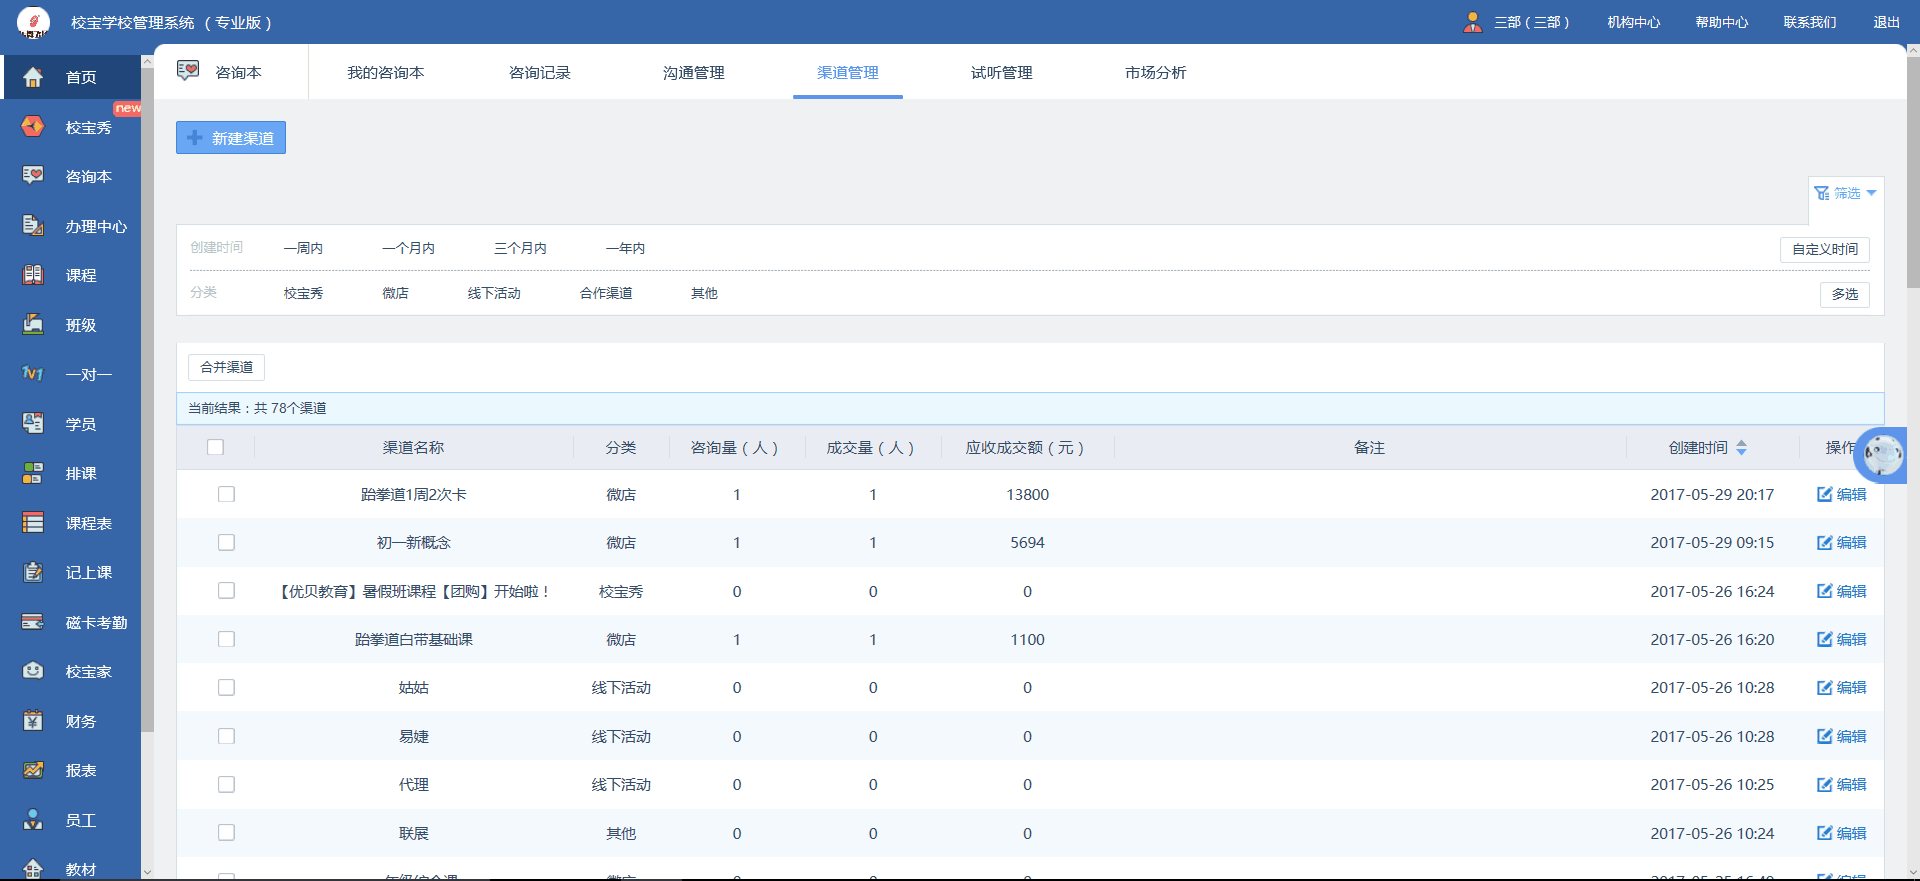 校宝学校管理系统 （专业版）
三部（三部） 机构中心 帮助中心 联系我们 退出
首页
new
校宝秀
咨询本
办理中心
课程
班级
一对一
学员
排课
课程表
记上课
磁卡考勤
校宝家
财务
报表
员工
教材
咨询本 我的咨询本 咨询记录 沟通管理 渠道管理 试听管理 市场分析
新建渠道
筛选
创建时间 一周内 一个月内 三个月内 一年内 自定义时间
分类 校宝秀 微店 线下活动 合作渠道 其他 多选
合并渠道
当前结果：共 78个渠道
渠道名称 分类 咨询量（人） 成交量（人） 应收成交额（元） 备注 创建时间 操作
跆拳道1周2次卡 微店 1 1 13800 2017-05-29 20:17 编辑
初一新概念 微店 1 1 5694 2017-05-29 09:15 编辑
【优贝教育】暑假班课程【团购】开始啦！ 校宝秀 0 0 0 2017-05-26 16:24 编辑
跆拳道白带基础课 微店 1 1 1100 2017-05-26 16:20 编辑
姑姑 线下活动 0 0 0 2017-05-26 10:28 编辑
易婕 线下活动 0 0 0 2017-05-26 10:28 编辑
代理 线下活动 0 0 0 2017-05-26 10:25 编辑
联展 其他 0 0 0 2017-05-26 10:24 编辑